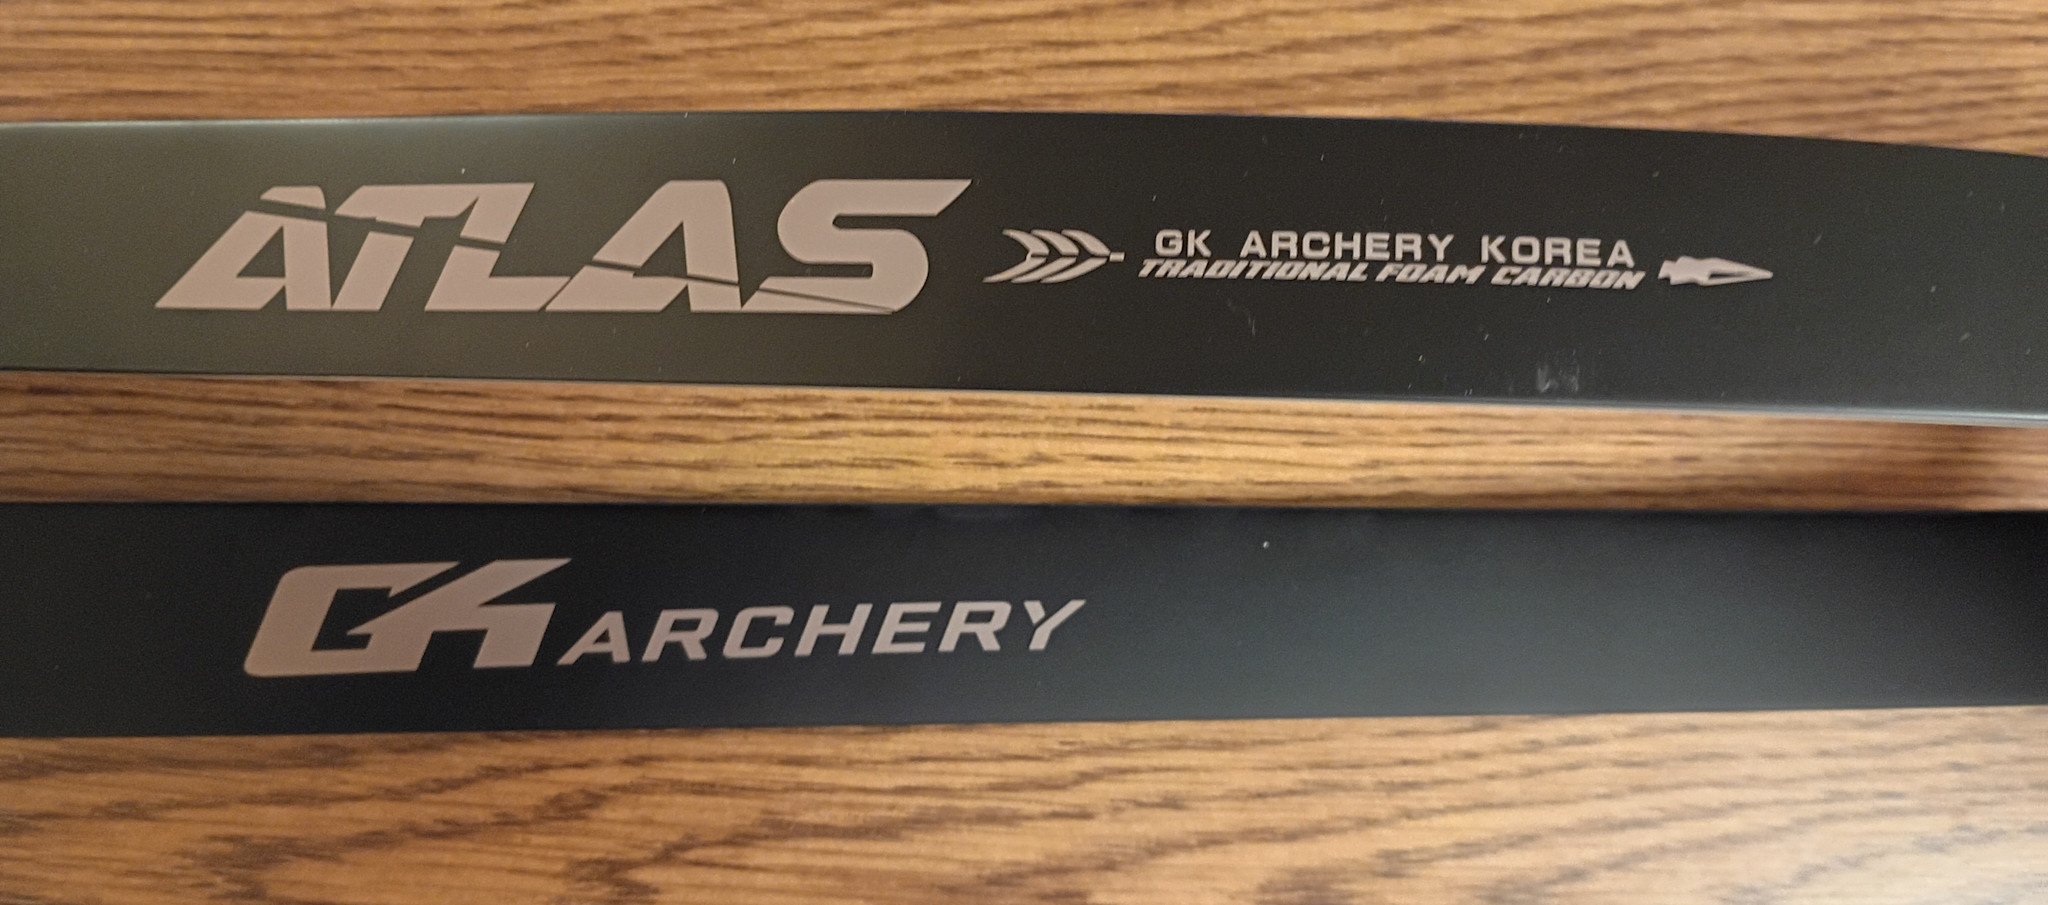 ATLAS
GK ARCHERY KOREA
TRADITIONAL FOAM CARBON
GK ARCHERY